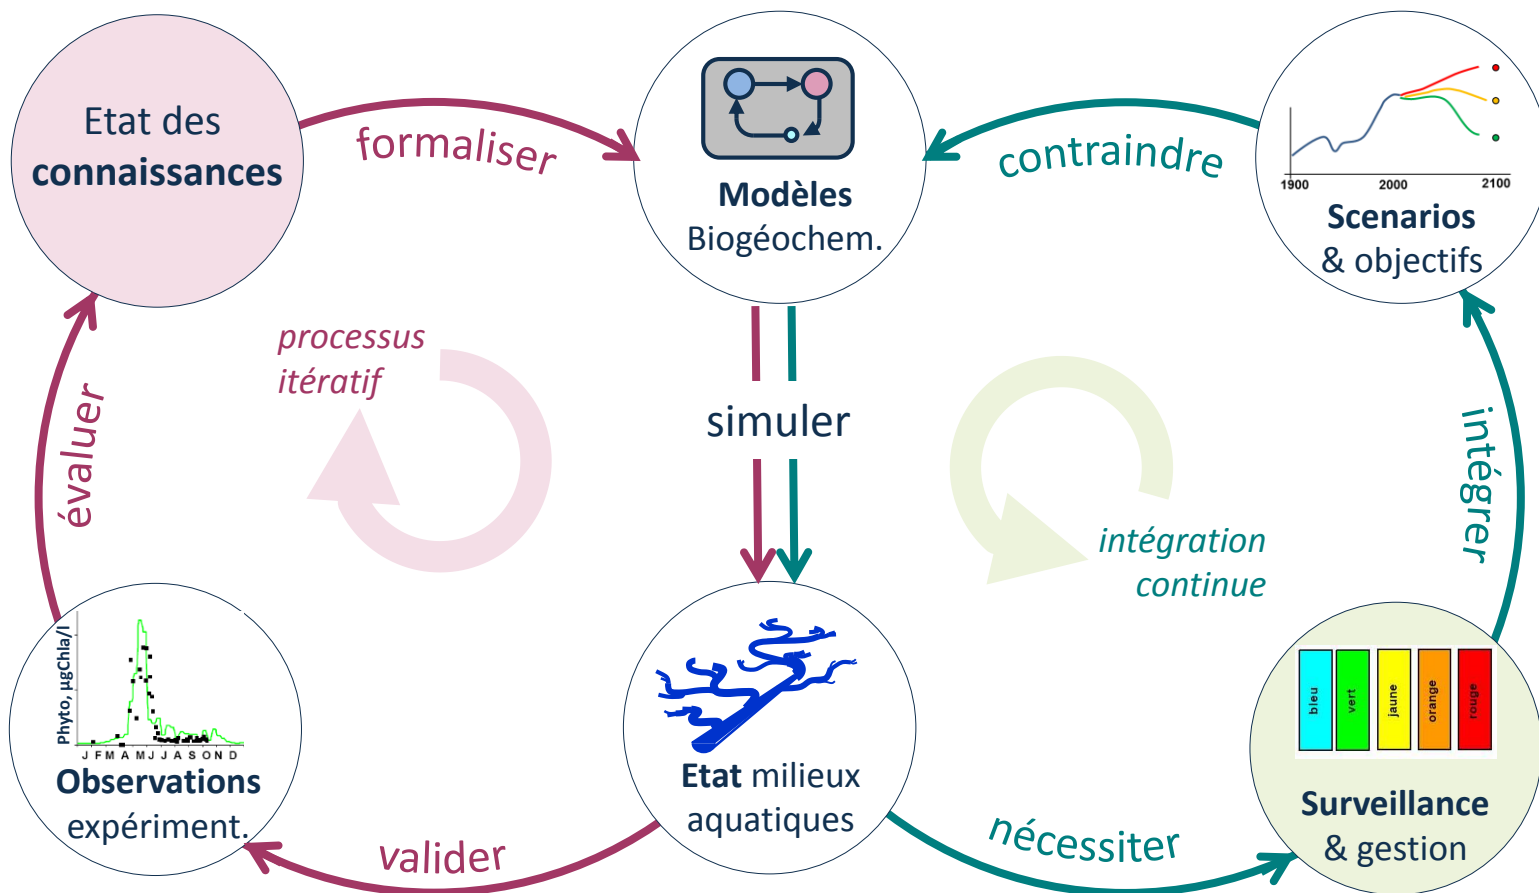 Etat des
connaissances
formaliser
Modèles
Biogéochem.
contraindre
1900 2000 2100
Scenarios
& objectifs
processus
itératif
simuler
évaluer
intégrer
intégration
continue
Phyto, µgChla/l
J F M A M J J A S O N D
Observations
expériment.
valider
Etat milieux
aquatiques
nécessiter
bleu
vert
jaune
orange
rouge
Surveillance
& gestion